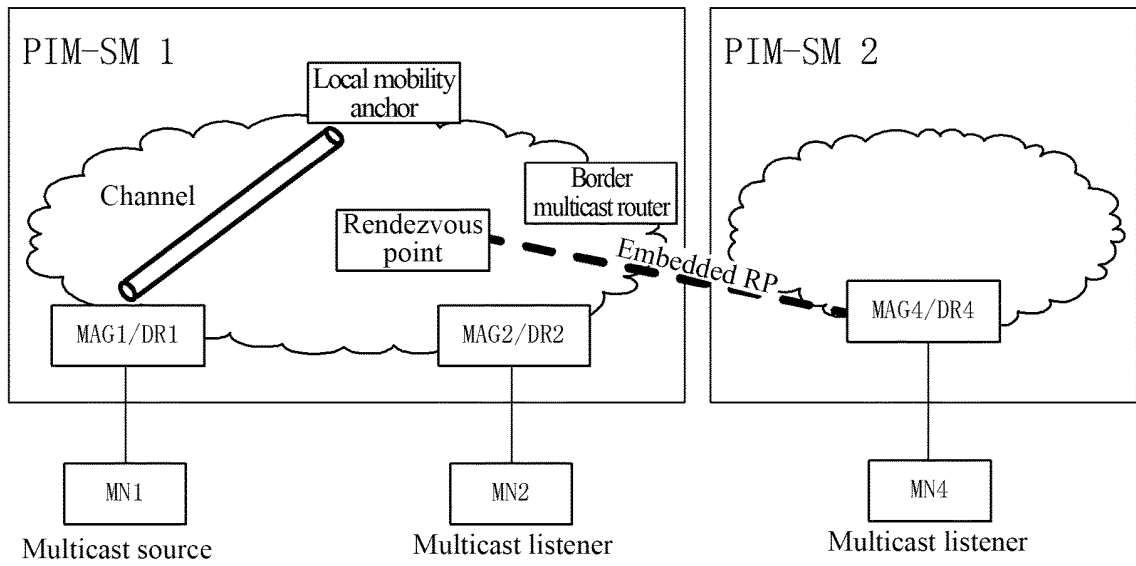 PIM-SM 1
PIM-SM 2
Local mobility
anchor
Channel
Border
multicast router
Rendezvous
point
Embedded RP
MAG1/DR1
MAG2/DR2
MAG4/DR4
MN1
MN2
MN4
Multicast source
Multicast listener
Multicast listener